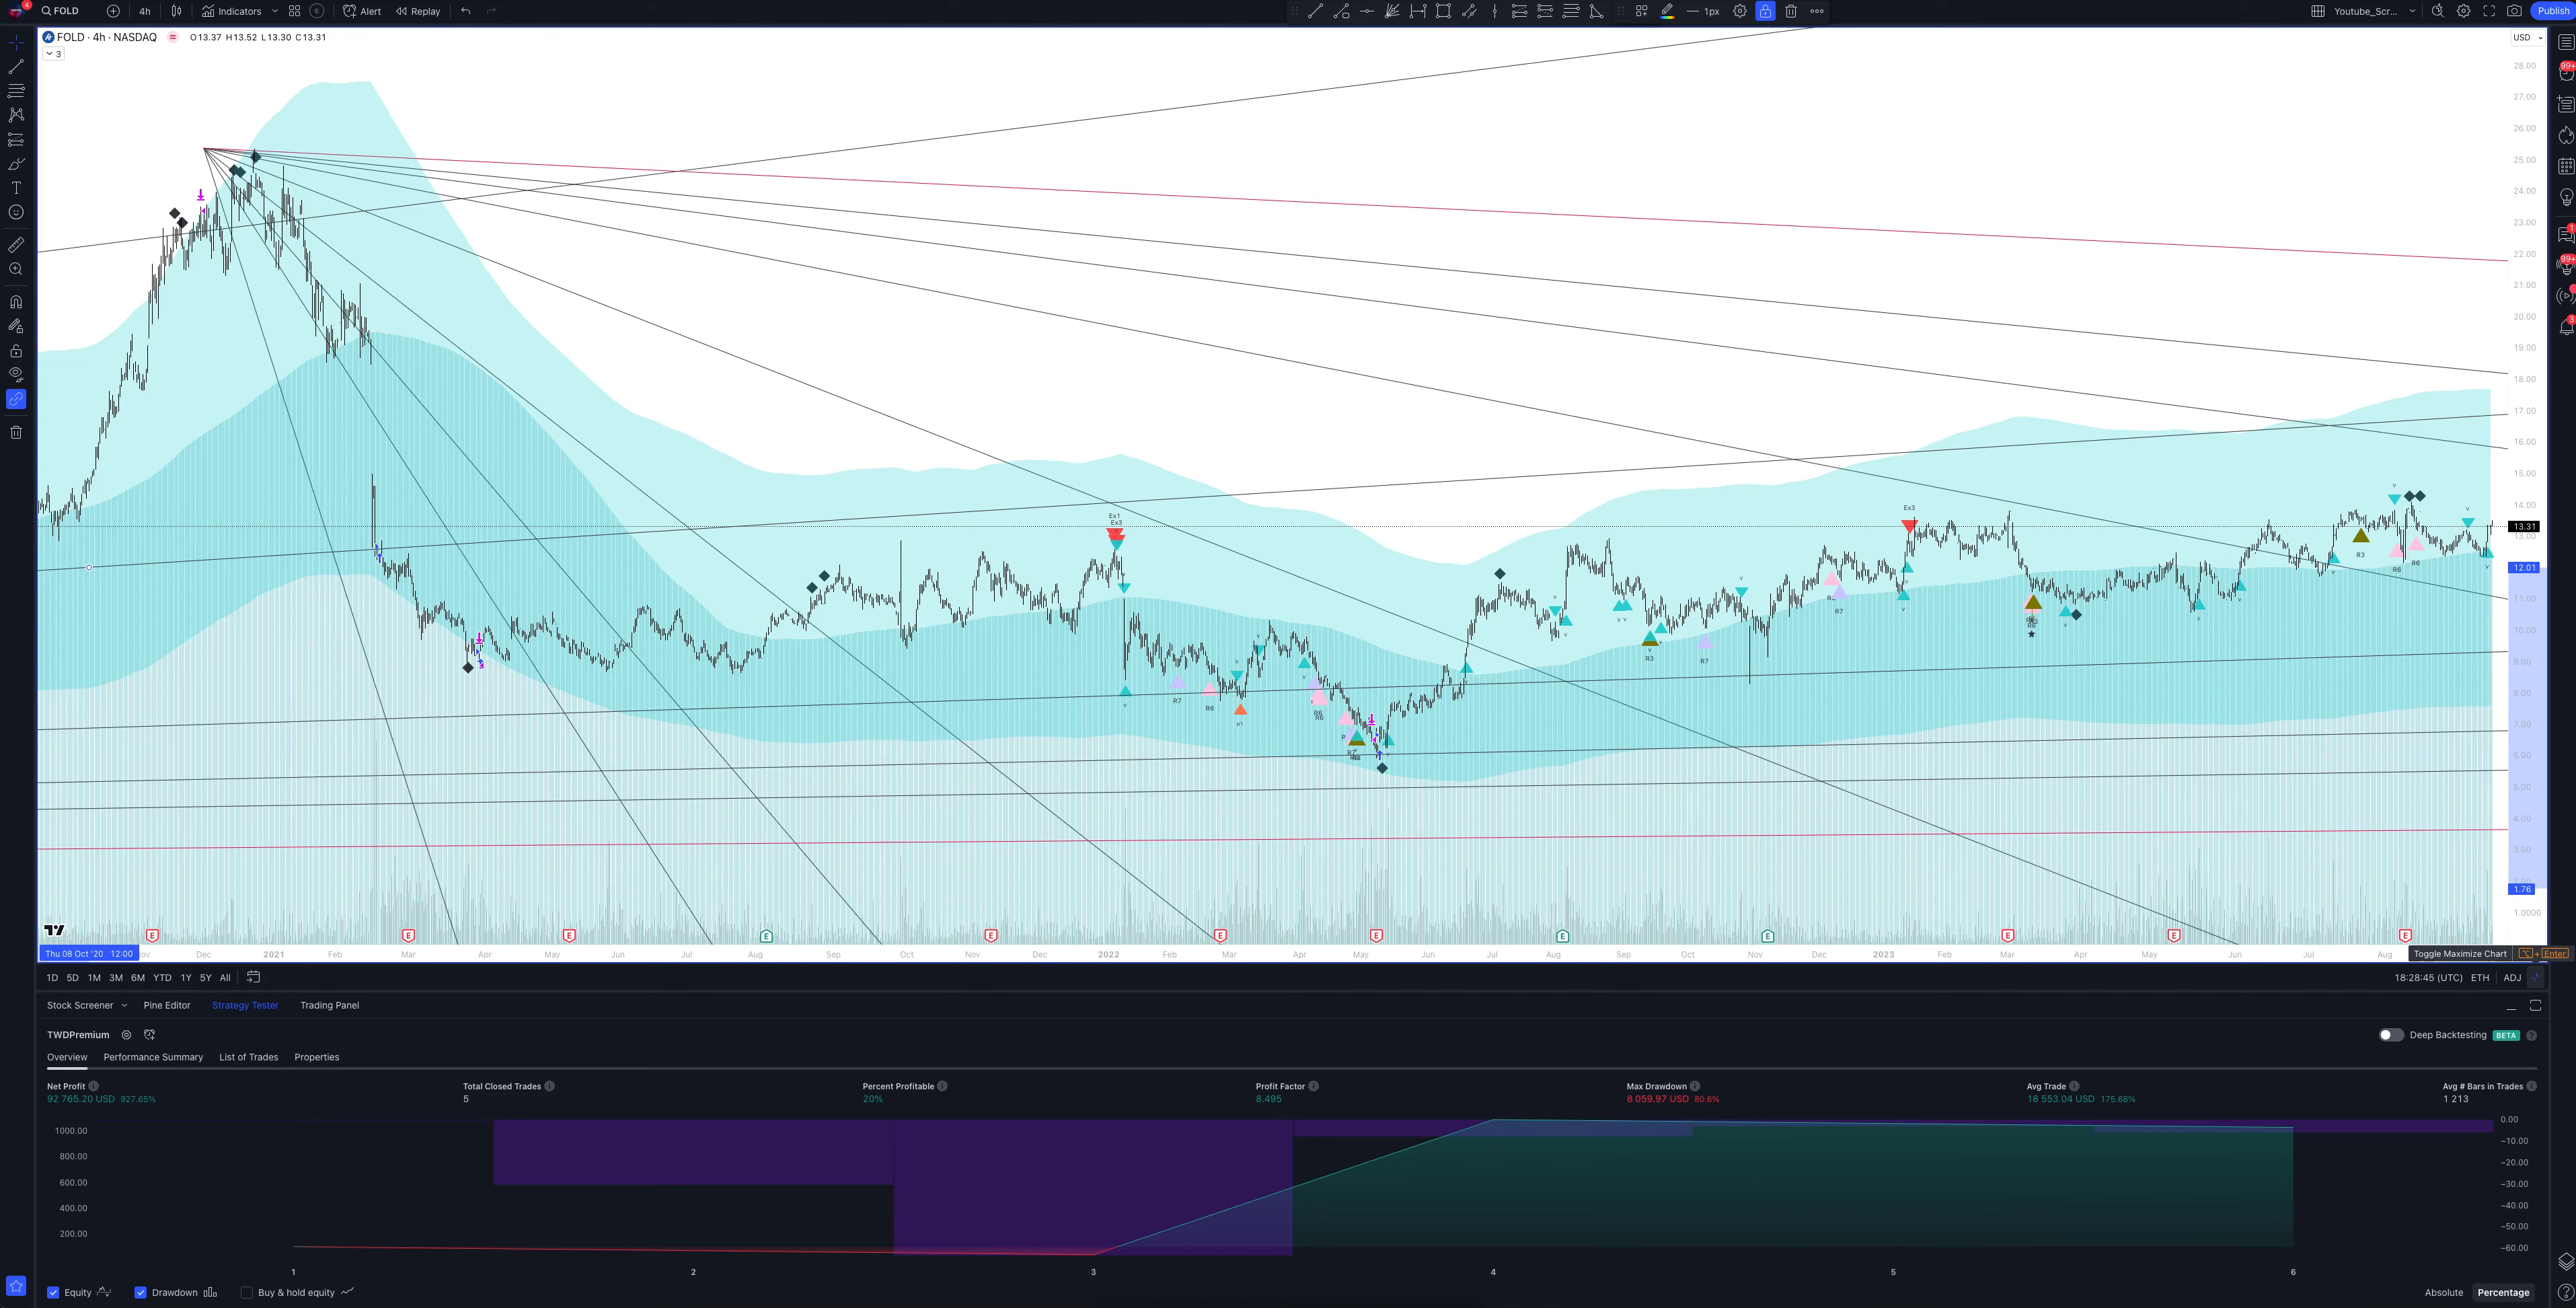 4
FOLD
4h
Indicators
Alert
Replay
1px
Youtube_Scr...
Publish
FOLD · 4h · NASDAQ
O13.37 H13.52 L13.30 C13.31
3
USD
28.00
27.00
26.00
25.00
24.00
23.00
22.00
21.00
20.00
19.00
18.00
17.00
16.00
15.00
14.00
13.31
13.00
12.01
11.00
10.00
8.00
7.00
6.00
5.00
4.00
3.00
1.76
1.0000
99+
1
99+
3
Ex1
Ex3
Ex3
R7
R6
R6
R3
R7
R7
R3
R6
R6
E E E E E E E E E E E E
Thu 08 Oct '20 12:00
Dec 2021 Feb Mar Apr May Jun Jul Aug Sep Oct Nov Dec 2022 Feb Mar Apr May Jun Jul Aug Sep Oct Nov Dec 2023 Feb Mar Apr May Jun Jul Aug
Toggle Maximize Chart + Enter
1D 5D 1M 3M 6M YTD 1Y 5Y All
18:28:45 (UTC) ETH ADJ
Stock Screener Pine Editor Strategy Tester Trading Panel
TWDPremium
Deep Backtesting BETA
Overview Performance Summary List of Trades Properties
Net Profit Total Closed Trades Percent Profitable Profit Factor Max Drawdown Avg Trade Avg # Bars in Trades
92 765.20 USD 927.65% 5 20% 8.495 8 059.97 USD 80.6% 18 553.04 USD 175.68% 1 213
1000.00
800.00
600.00
400.00
200.00
0.00
−10.00
−20.00
−30.00
−40.00
−50.00
−60.00
1 2 3 4 5 6
Equity Drawdown Buy & hold equity
Absolute Percentage